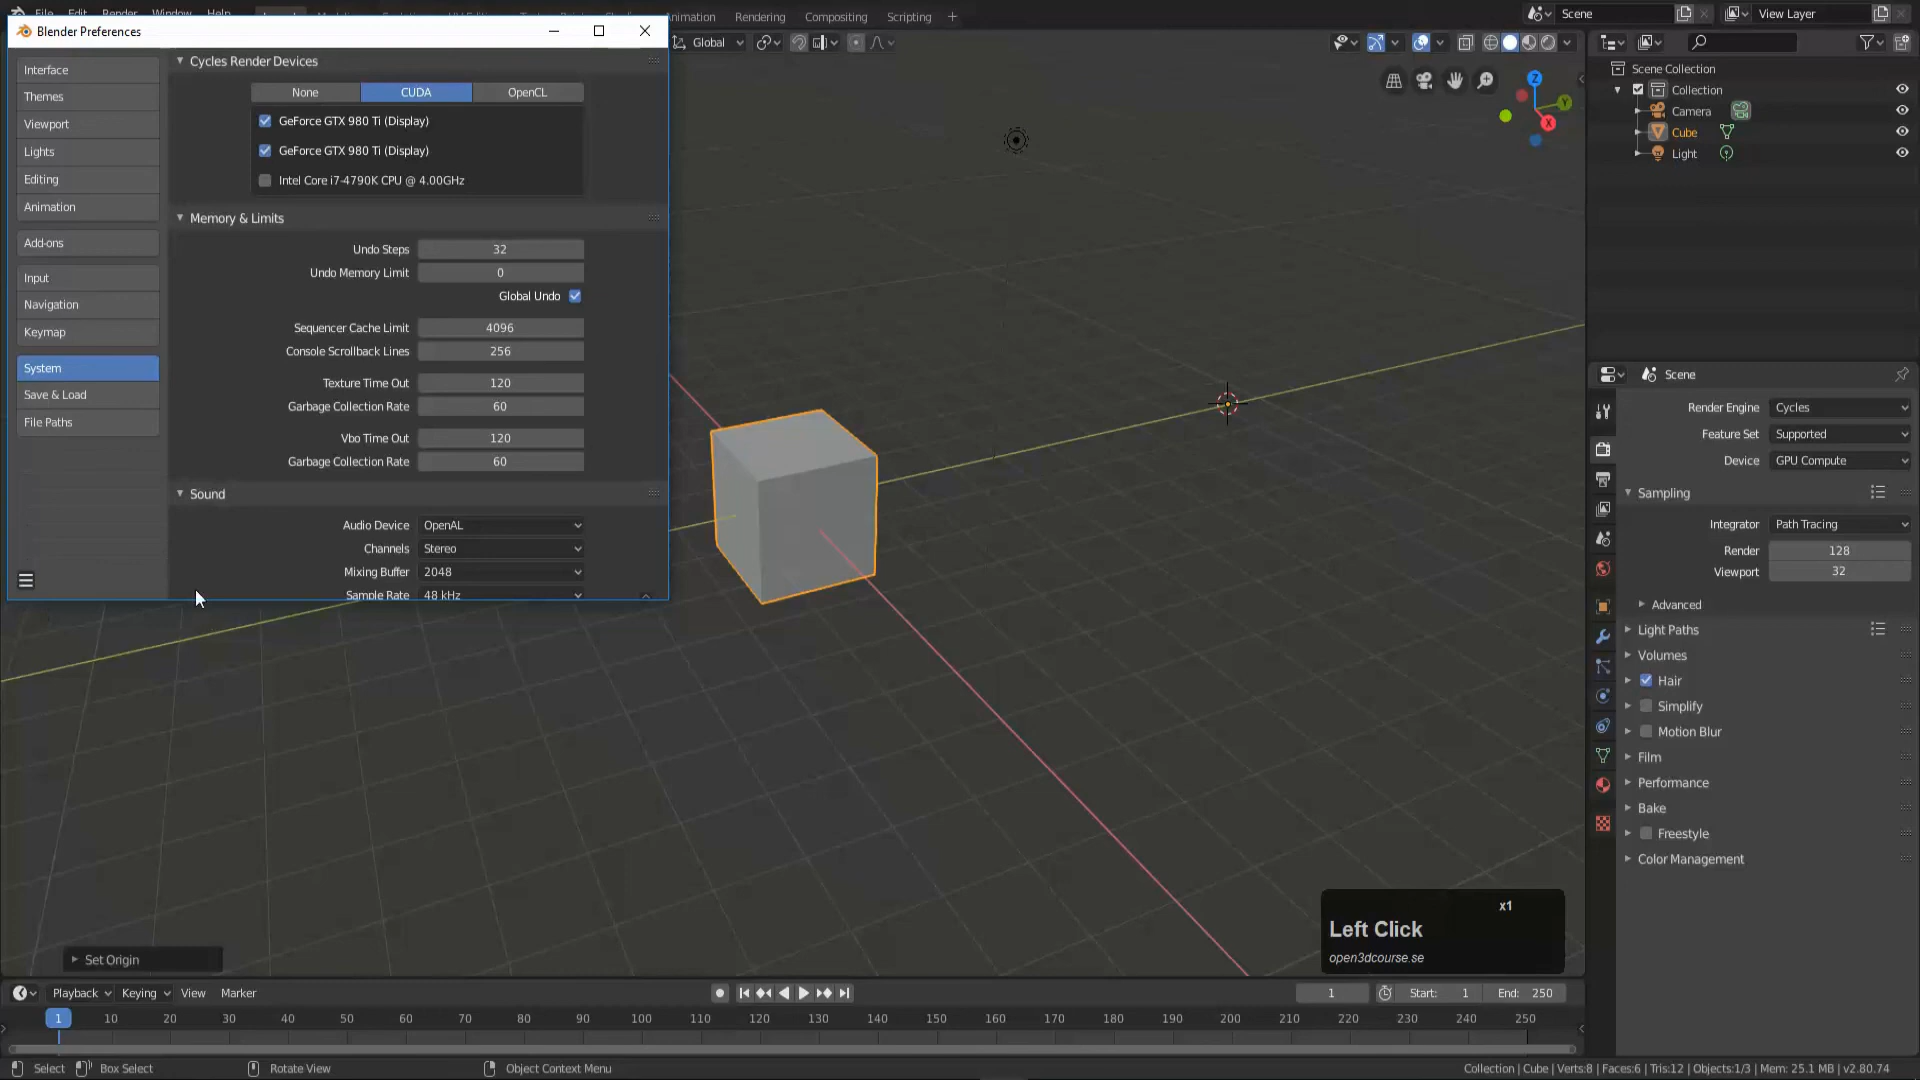 File Edit Render Window Help
Animation Rendering Compositing Scripting
Scene
View Layer
Blender Preferences
Global
Interface
Themes
Viewport
Lights
Editing
Animation
Add-ons
Input
Navigation
Keymap
System
Save & Load
File Paths
Cycles Render Devices
None CUDA OpenCL
GeForce GTX 980 Ti (Display)
GeForce GTX 980 Ti (Display)
Intel Core i7-4790K CPU @ 4.00GHz
Memory & Limits
Undo Steps 32
Undo Memory Limit 0
Global Undo
Sequencer Cache Limit 4096
Console Scrollback Lines 256
Texture Time Out 120
Garbage Collection Rate 60
Vbo Time Out 120
Garbage Collection Rate 60
Sound
Audio Device OpenAL
Channels Stereo
Mixing Buffer 2048
Sample Rate 48 kHz
Z
Y
X
Scene Collection
Collection
Camera
Cube
Light
Scene
Render Engine Cycles
Feature Set Supported
Device GPU Compute
Sampling
Integrator Path Tracing
Render 128
Viewport 32
Advanced
Light Paths
Volumes
Hair
Simplify
Motion Blur
Film
Performance
Bake
Freestyle
Color Management
x1
Left Click
open3dcourse.se
Set Origin
Playback Keying View Marker
1 Start: 1 End: 250
1 10 20 30 40 50 60 70 80 90 100 110 120 130 140 150 160 170 180 190 200 210 220 230 240 250
Select Box Select Rotate View Object Context Menu
Collection | Cube | Verts:8 | Faces:6 | Tris:12 | Objects:1/3 | Mem: 25.1 MB | v2.80.74